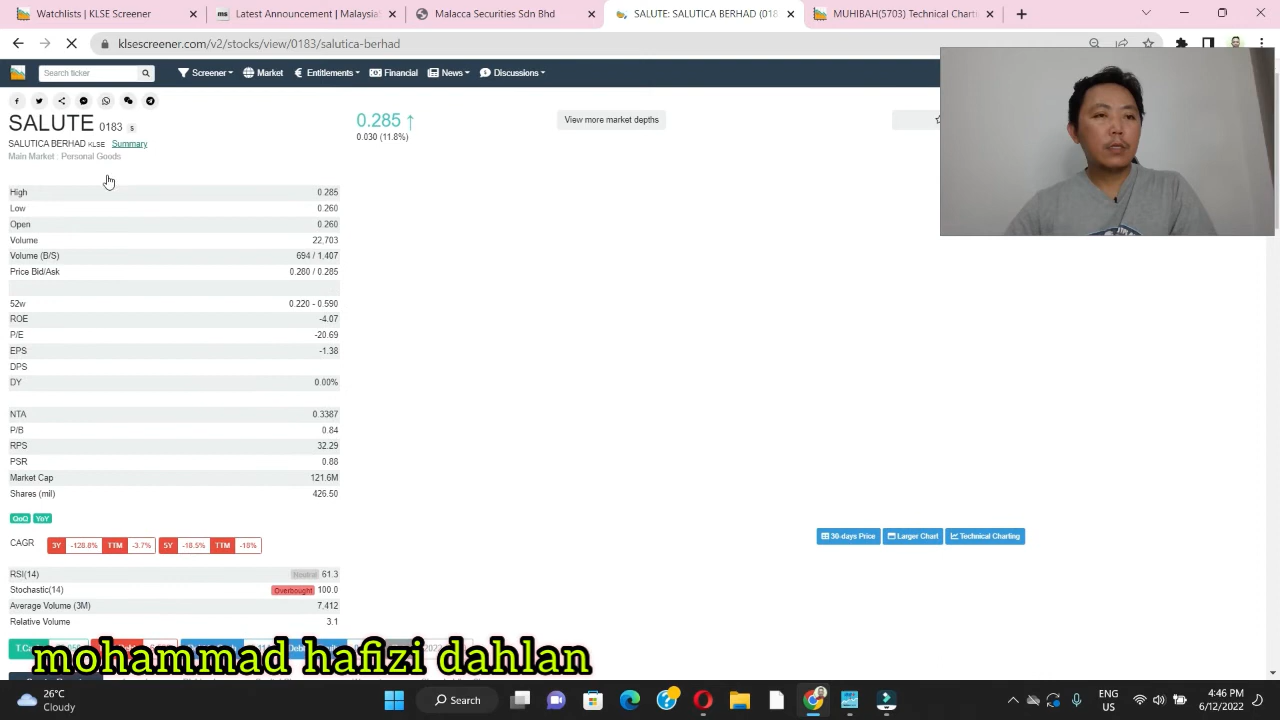 Watchlist | KLSE Screener
Latest Announcement | Malaysia
Malacca Securities Sdn Bhd
SALUTE: SALUTICA BERHAD (018
MUHIBAH(5703) Technical Charti
klsescreener.com/v2/stocks/view/0183/salutica-berhad
Search ticker
Screener
Market
Entitlements
Financial
News
Discussions
SALUTE 0183 s
SALUTICA BERHAD KLSE Summary
Main Market : Personal Goods
0.285 ↑
0.030 (11.8%)
View more market depths
High 0.285
Low 0.260
Open 0.260
Volume 22,703
Volume (B/S) 694 / 1,407
Price Bid/Ask 0.280 / 0.285
52w 0.220 - 0.590
ROE -4.07
P/E -20.69
EPS -1.38
DPS
DY 0.00%
NTA 0.3387
P/B 0.84
RPS 32.29
PSR 0.88
Market Cap 121.6M
Shares (mil) 426.50
QoQ YoY
CAGR 3Y -128.8% TTM -3.7% 5Y -18.5% TTM -18%
30-days Price Larger Chart Technical Charting
RSI(14) Neutral 61.3
Stochastic(14) Overbought 100.0
Average Volume (3M) 7,412
Relative Volume 3.1
mohammad hafizi dahlan
26°C
Cloudy
Search
ENG
US
4:46 PM
6/12/2022